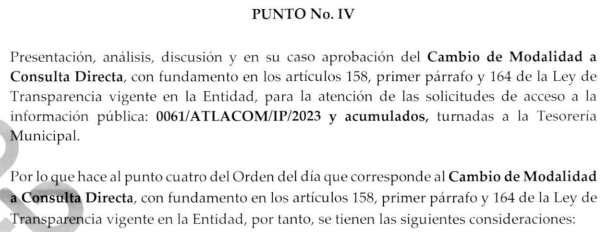 PUNTO No. IV
Presentación, análisis, discusión y en su caso aprobación del Cambio de Modalidad a
Consulta Directa, con fundamento en los artículos 158, primer párrafo y 164 de la Ley de
Transparencia vigente en la Entidad, para la atención de las solicitudes de acceso a la
información pública: 0061/ATLACOM/IP/2023 y acumulados, turnadas a la Tesorería
Municipal.
Por lo que hace al punto cuatro del Orden del día que corresponde al Cambio de Modalidad
a Consulta Directa, con fundamento en los artículos 158, primer párrafo y 164 de la Ley de
Transparencia vigente en la Entidad, por tanto, se tienen las siguientes consideraciones: